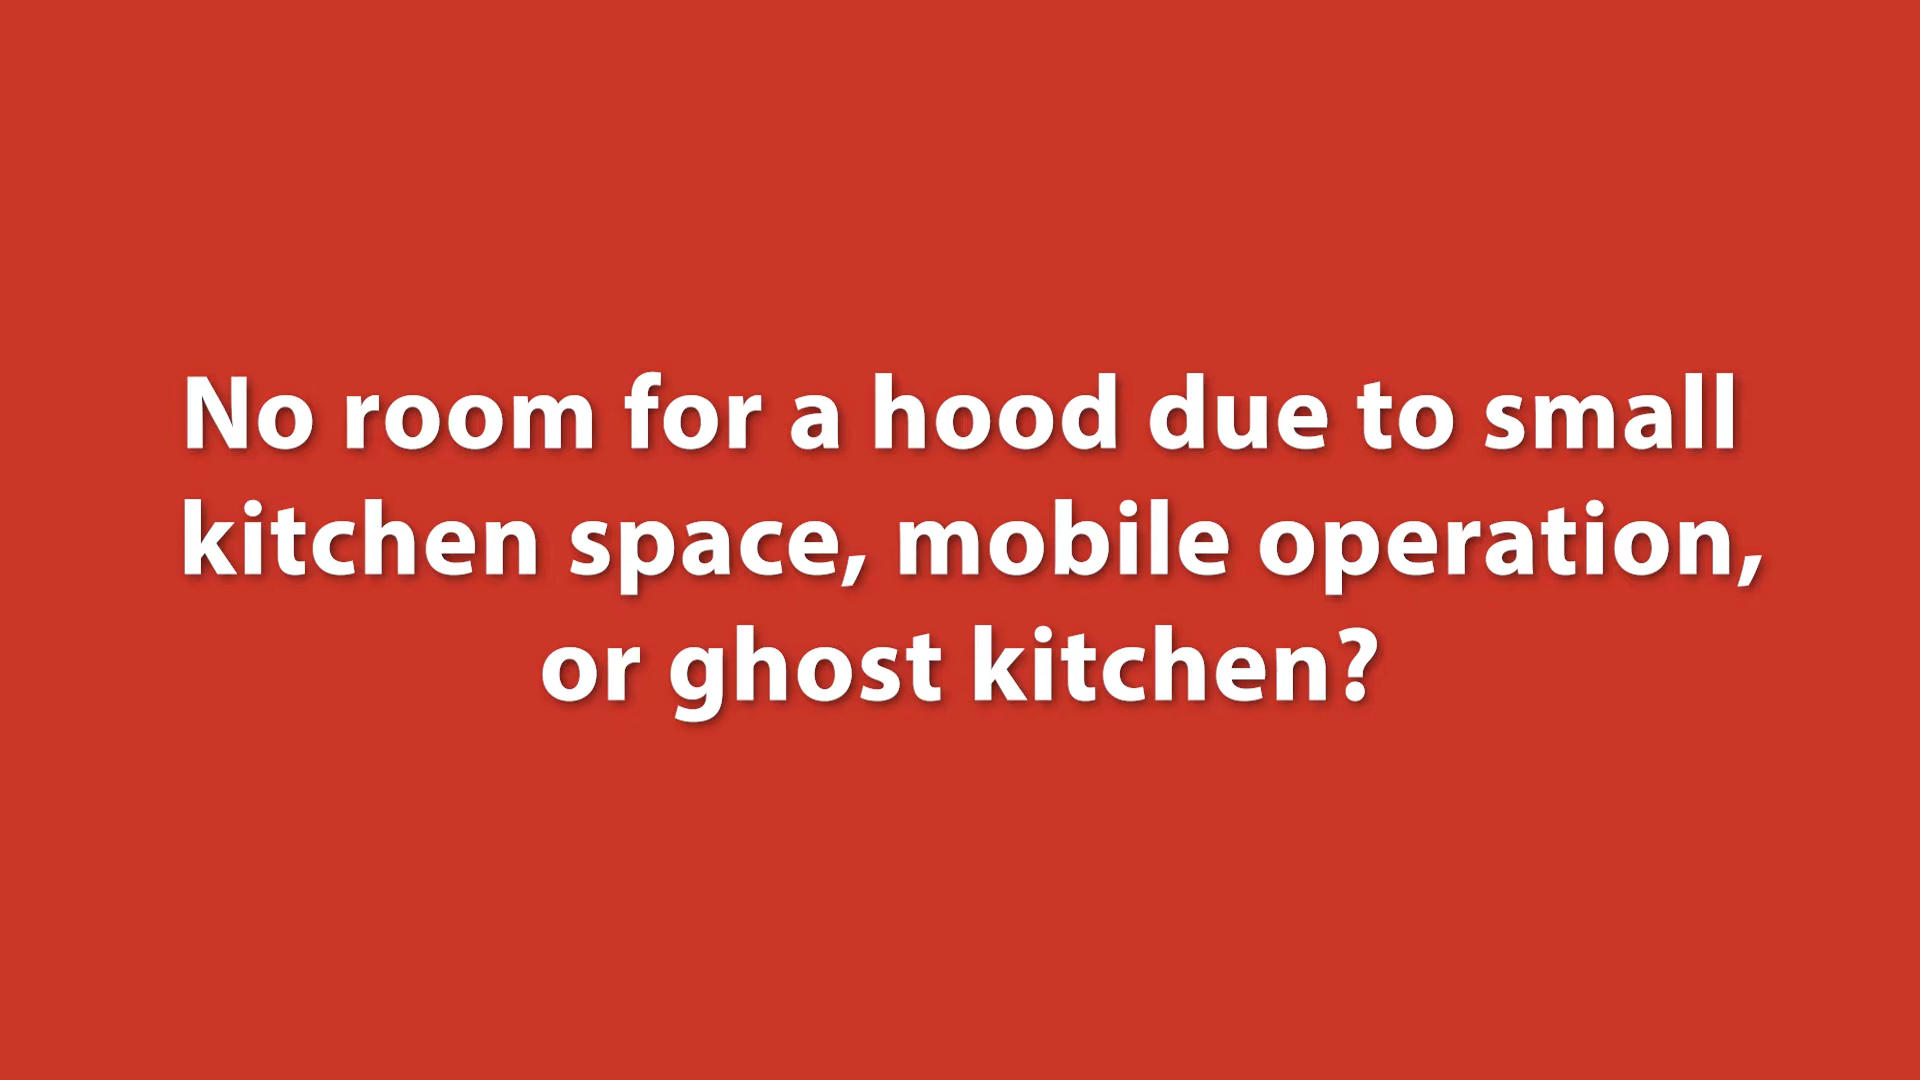 No room for a hood due to small
kitchen space, mobile operation,
or ghost kitchen?